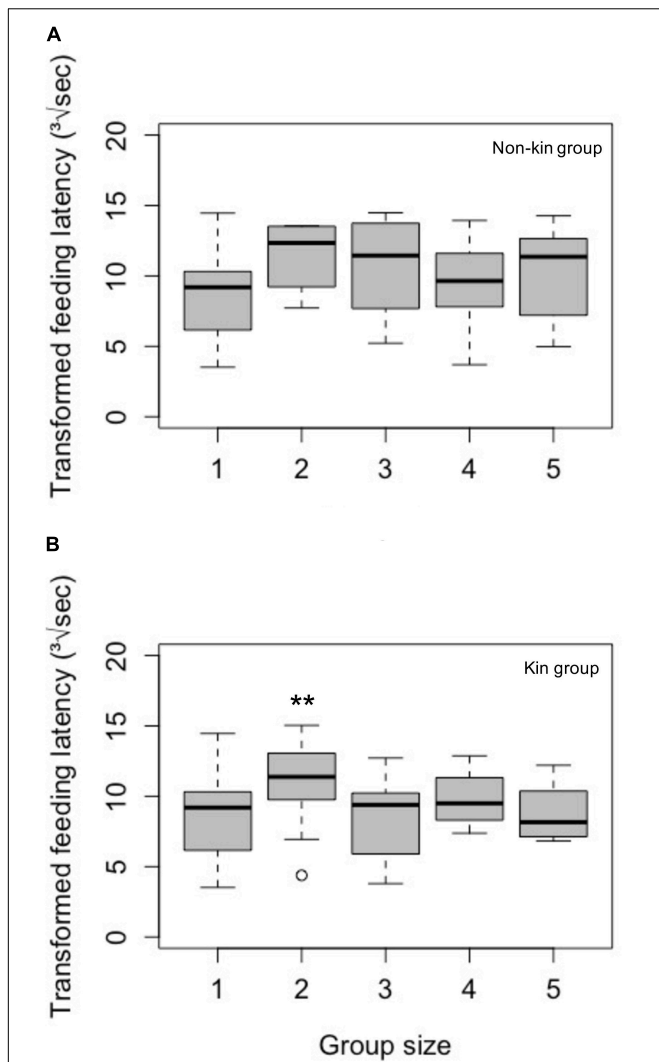 A
Transformed feeding latency (³√sec)
Non-kin group
20
15
10
5
0
1 2 3 4 5
B
Transformed feeding latency (³√sec)
Kin group
**
20
15
10
5
0
1 2 3 4 5
Group size